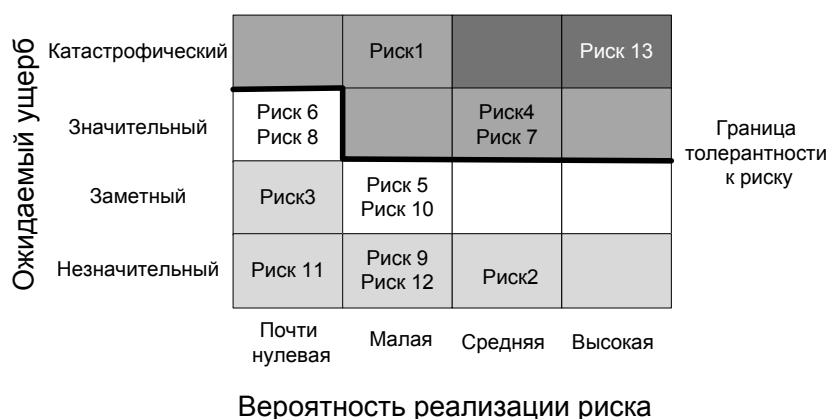 Ожидаемый ущерб
Катастрофический
Риск1
Риск 13
Значительный
Риск 6
Риск 8
Риск4
Риск 7
Граница
толерантности
к риску
Заметный
Риск3
Риск 5
Риск 10
Незначительный
Риск 11
Риск 9
Риск 12
Риск2
Почти
нулевая
Малая
Средняя
Высокая
Вероятность реализации риска